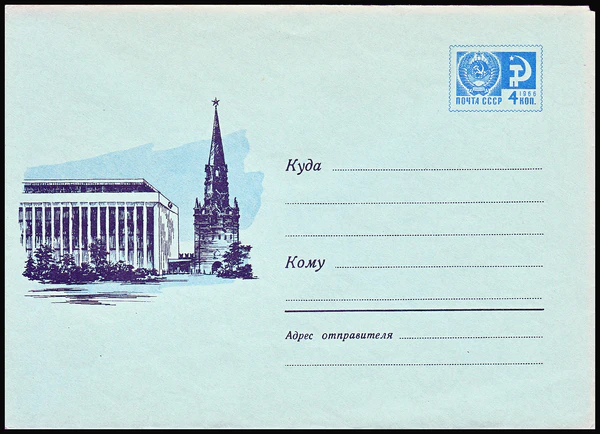 1966
ПОЧТА СССР 4 КОП.
Куда
Кому
Адрес отправителя